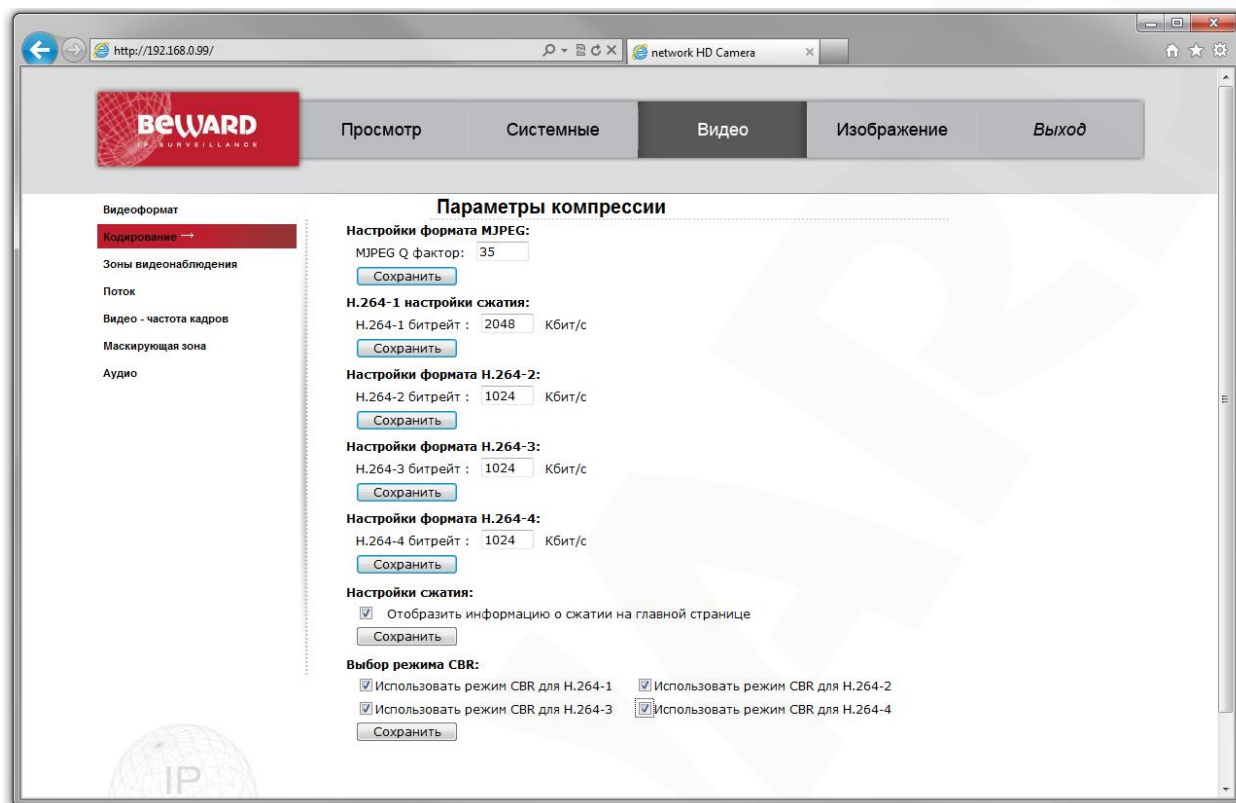 http://192.168.0.99/
network HD Camera
BEWARD
IP SURVEILLANCE
Просмотр
Системные
Видео
Изображение
Выход
Видеоформат
Кодирование →
Зоны видеонаблюдения
Поток
Видео - частота кадров
Маскирующая зона
Аудио
Параметры компрессии
Настройки формата MJPEG:
MJPEG Q фактор: 35
Сохранить
H.264-1 настройки сжатия:
H.264-1 битрейт : 2048 Кбит/с
Сохранить
Настройки формата H.264-2:
H.264-2 битрейт : 1024 Кбит/с
Сохранить
Настройки формата H.264-3:
H.264-3 битрейт : 1024 Кбит/с
Сохранить
Настройки формата H.264-4:
H.264-4 битрейт : 1024 Кбит/с
Сохранить
Настройки сжатия:
Отобразить информацию о сжатии на главной странице
Сохранить
Выбор режима CBR:
Использовать режим CBR для H.264-1 Использовать режим CBR для H.264-2
Использовать режим CBR для H.264-3 Использовать режим CBR для H.264-4
Сохранить
IP